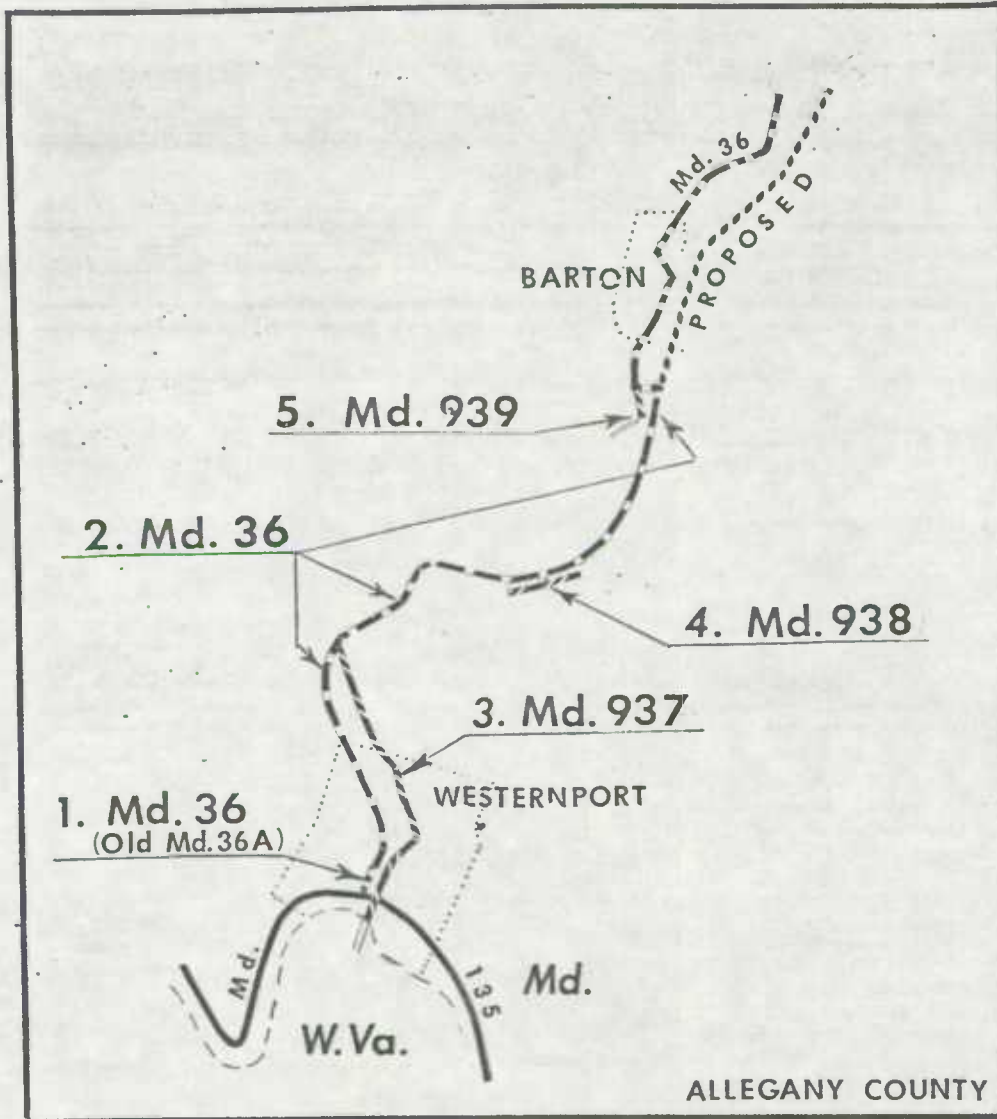 Md. 36
PROPOSED
BARTON
5. Md. 939
2. Md. 36
4. Md. 938
3. Md. 937
WESTERNPORT
1. Md. 36
(Old Md.36A)
Md.
135
Md.
W.Va.
ALLEGANY COUNTY